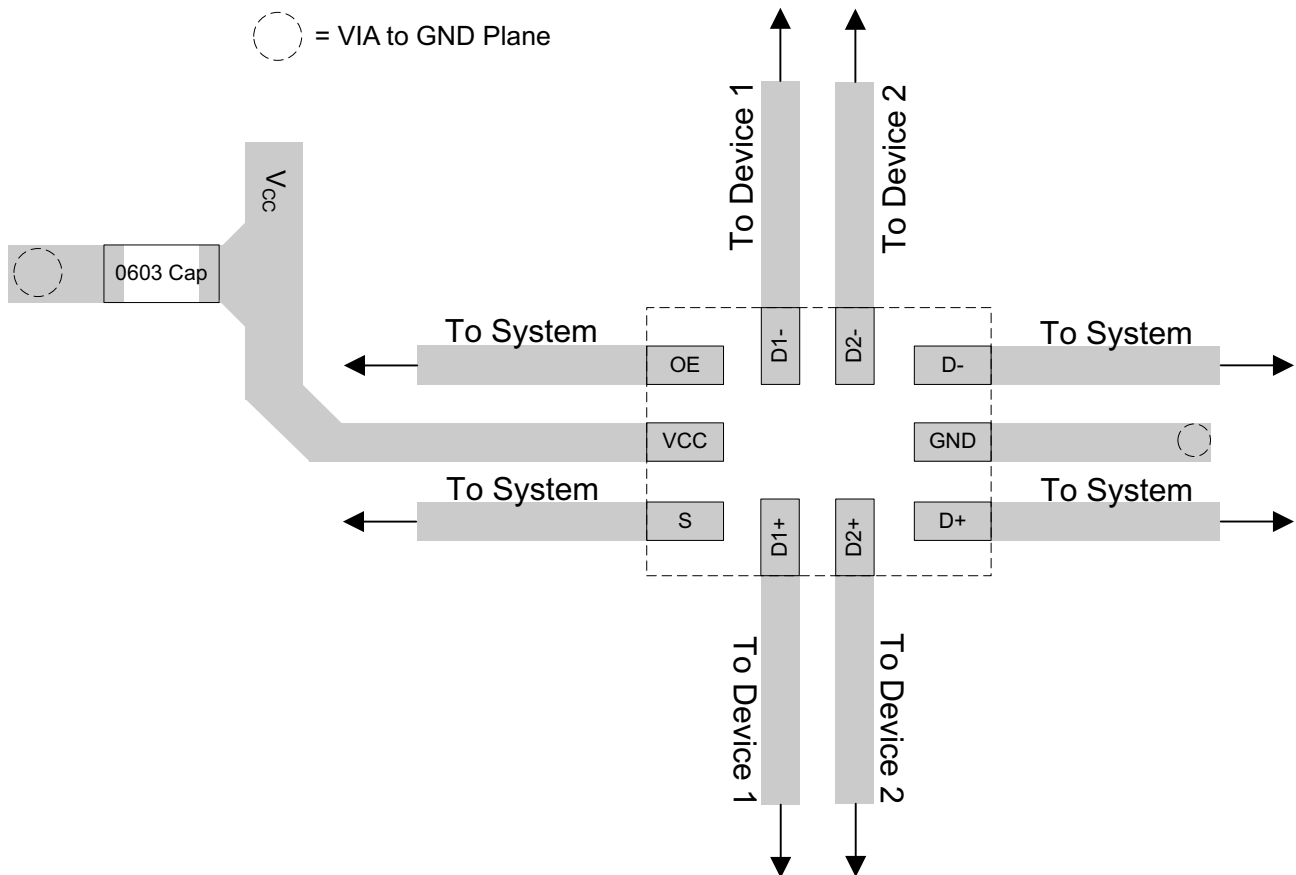 = VIA to GND Plane
To Device 1
To Device 2
VCC
0603 Cap
To System
To System
OE
D1-
D2-
D-
VCC
GND
To System
To System
S
D1+
D2+
D+
To Device 1
To Device 2